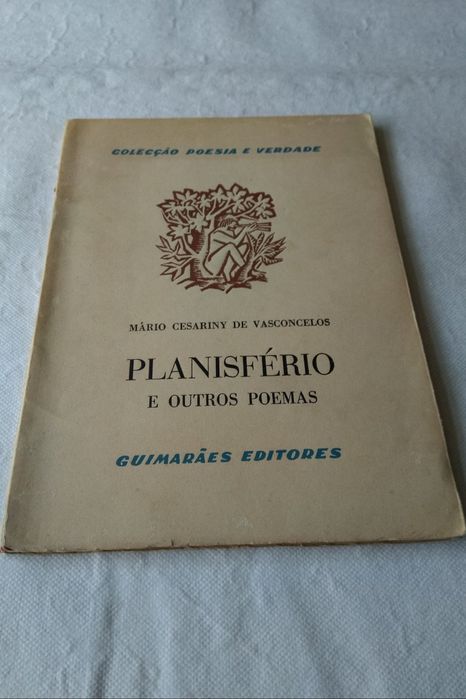 COLECÇÃO POESIA E VERDADE
MÁRIO CESARINY DE VASCONCELOS
PLANISFÉRIO
E OUTROS POEMAS
GUIMARÃES EDITORES